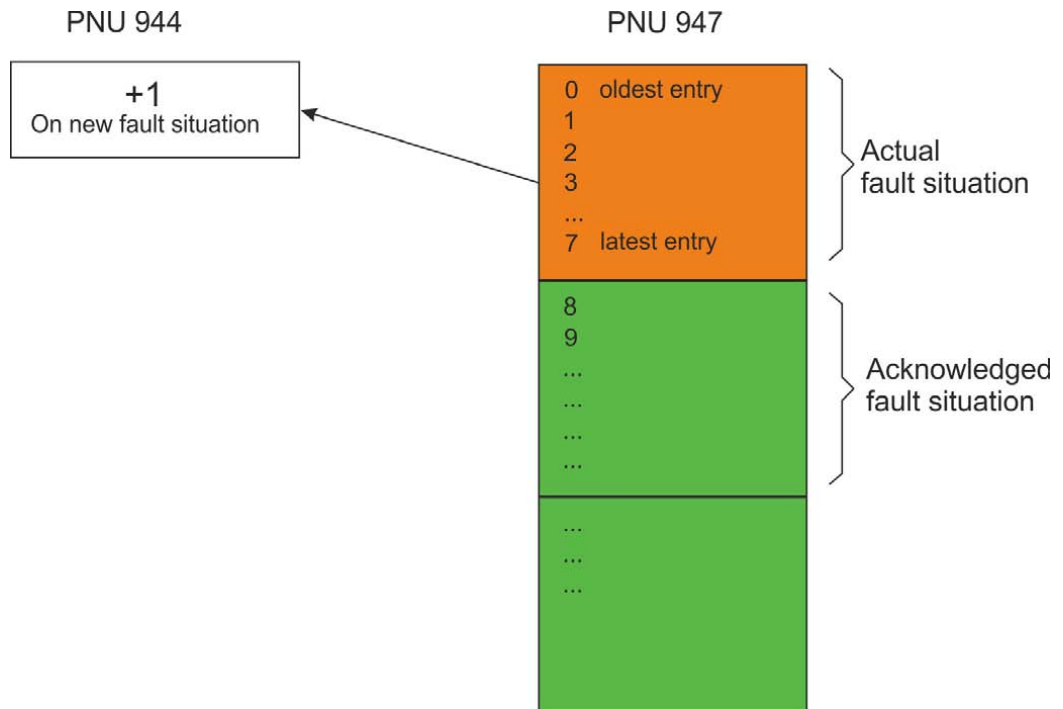 PNU 944
PNU 947
+1
On new fault situation
0 oldest entry
1
2
3
...
7 latest entry
Actual
fault situation
8
9
...
...
...
...
Acknowledged
fault situation
...
...
...